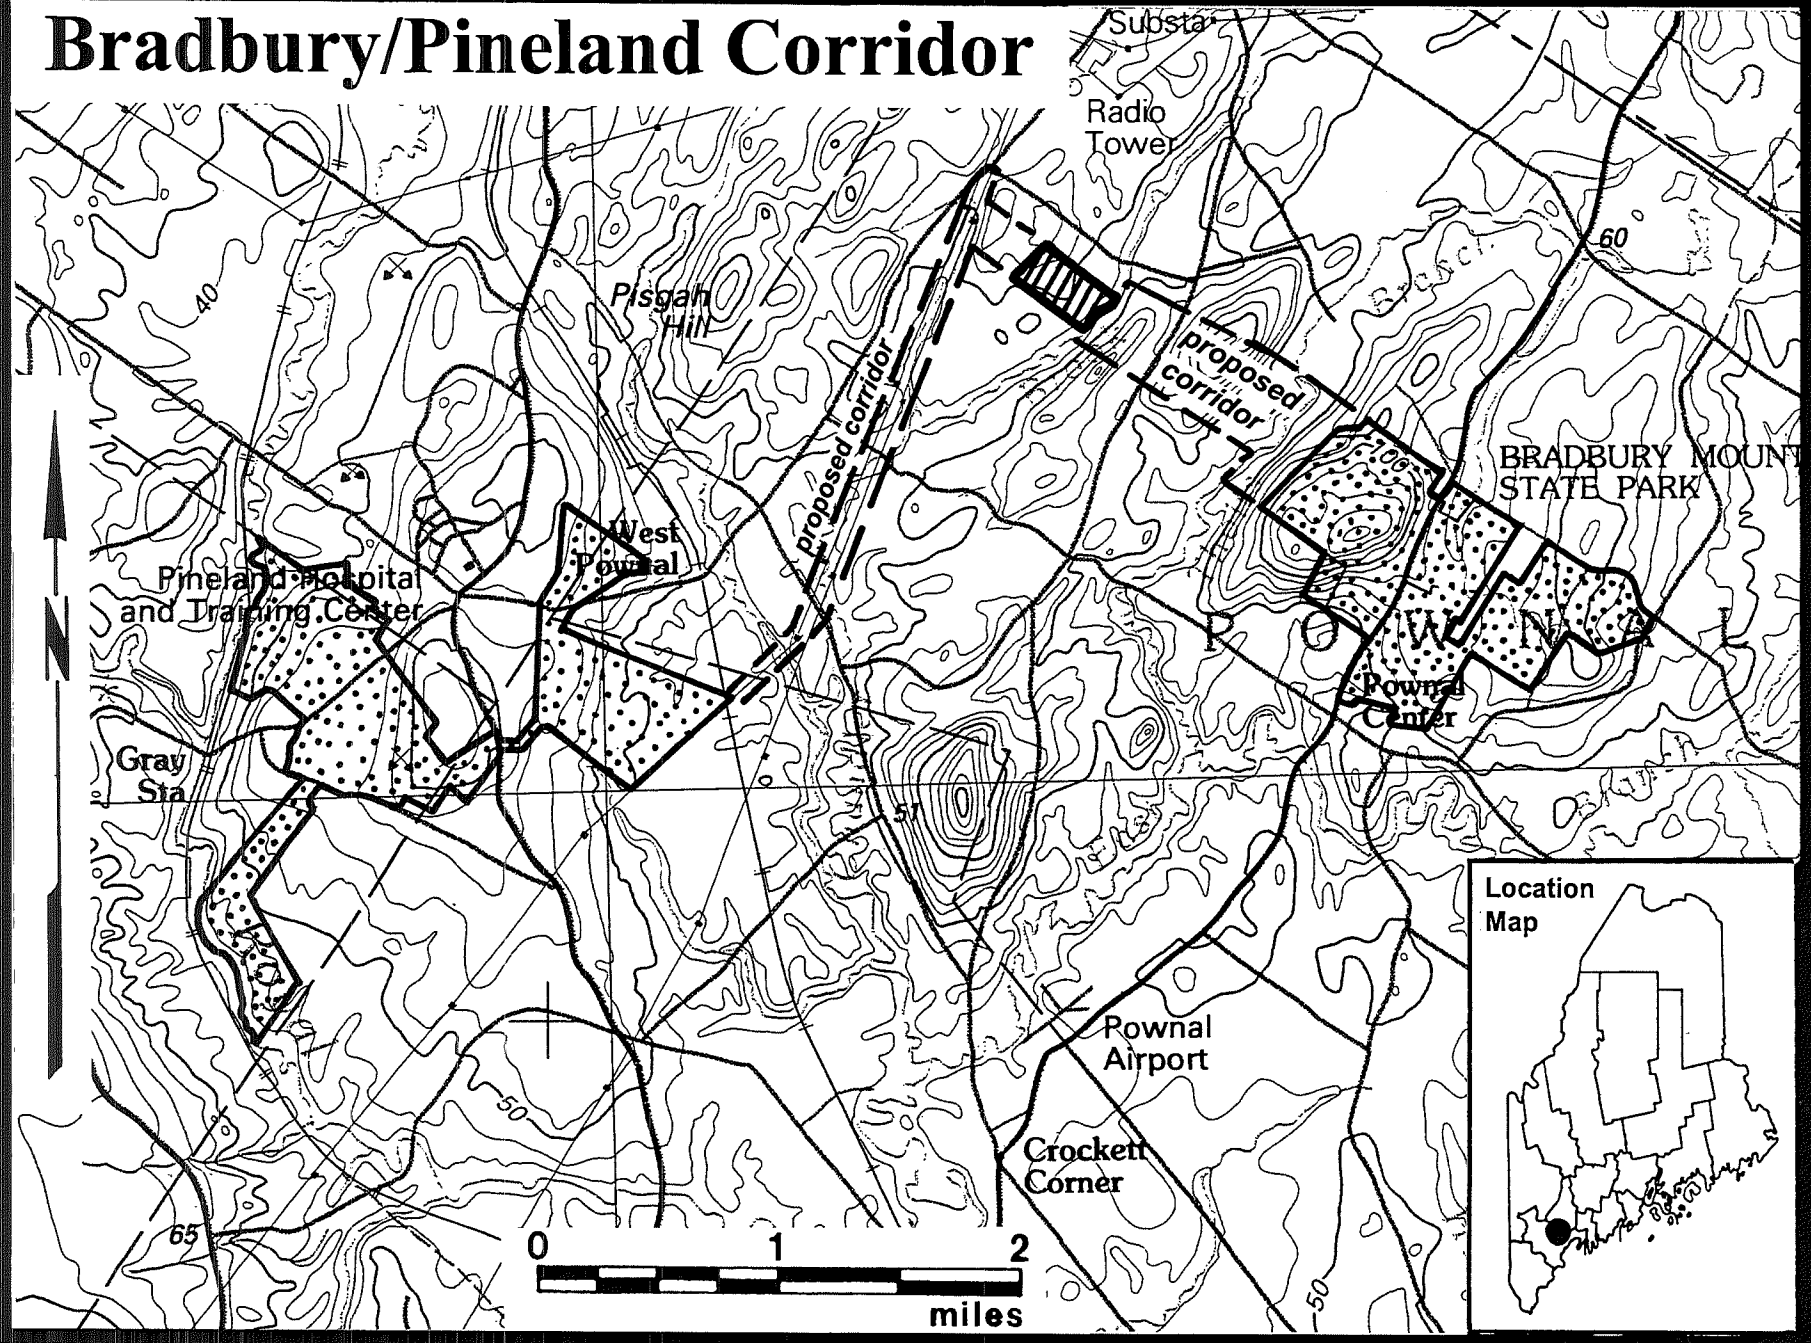 Bradbury/Pineland Corridor
Substa
Radio
Tower
60
40
Pisgah
Hill
proposed corridor
proposed
corridor
BRADBURY MOUNT
STATE PARK
West
Pownal
Pineland Hospital
and Training Center
N
POWNAL
Pownal
Center
Gray
Sta
51
Location
Map
Pownal
Airport
50
Crockett
Corner
65
50
0 1 2
miles